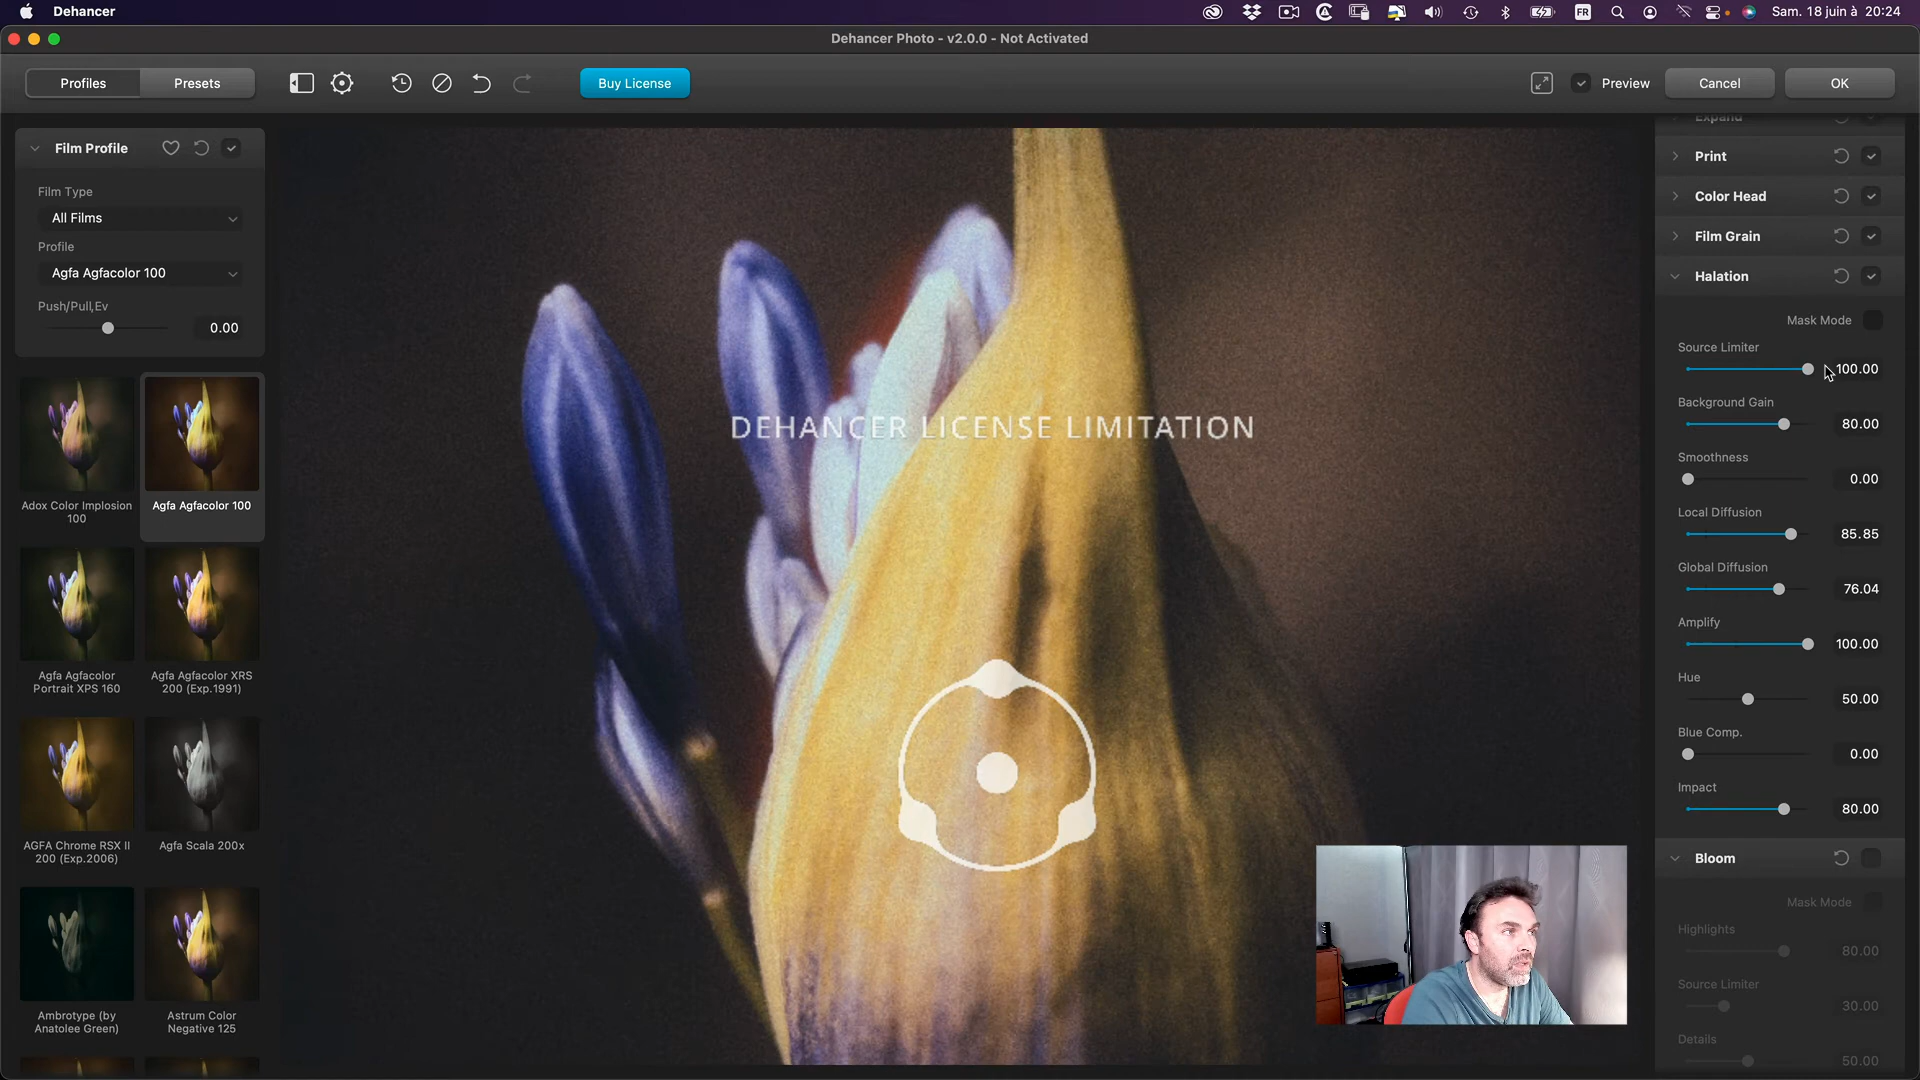 Dehancer
FR
Sam. 18 juin à 20:24
Dehancer Photo - v2.0.0 - Not Activated
Profiles
Presets
Buy License
Preview
Cancel
OK
Film Profile
Film Type
All Films
Profile
Agfa Agfacolor 100
Push/Pull,Ev
0.00
Adox Color Implosion
100
Agfa Agfacolor 100
Agfa Agfacolor
Portrait XPS 160
Agfa Agfacolor XRS
200 (Exp.1991)
AGFA Chrome RSX II
200 (Exp.2006)
Agfa Scala 200x
Ambrotype (by
Anatolee Green)
Astrum Color
Negative 125
DEHANCER LICENSE LIMITATION
Expand
Print
Color Head
Film Grain
Halation
Mask Mode
Source Limiter
100.00
Background Gain
80.00
Smoothness
0.00
Local Diffusion
85.85
Global Diffusion
76.04
Amplify
100.00
Hue
50.00
Blue Comp.
0.00
Impact
80.00
Bloom
Mask Mode
Highlights
80.00
Source Limiter
30.00
Details
50.00